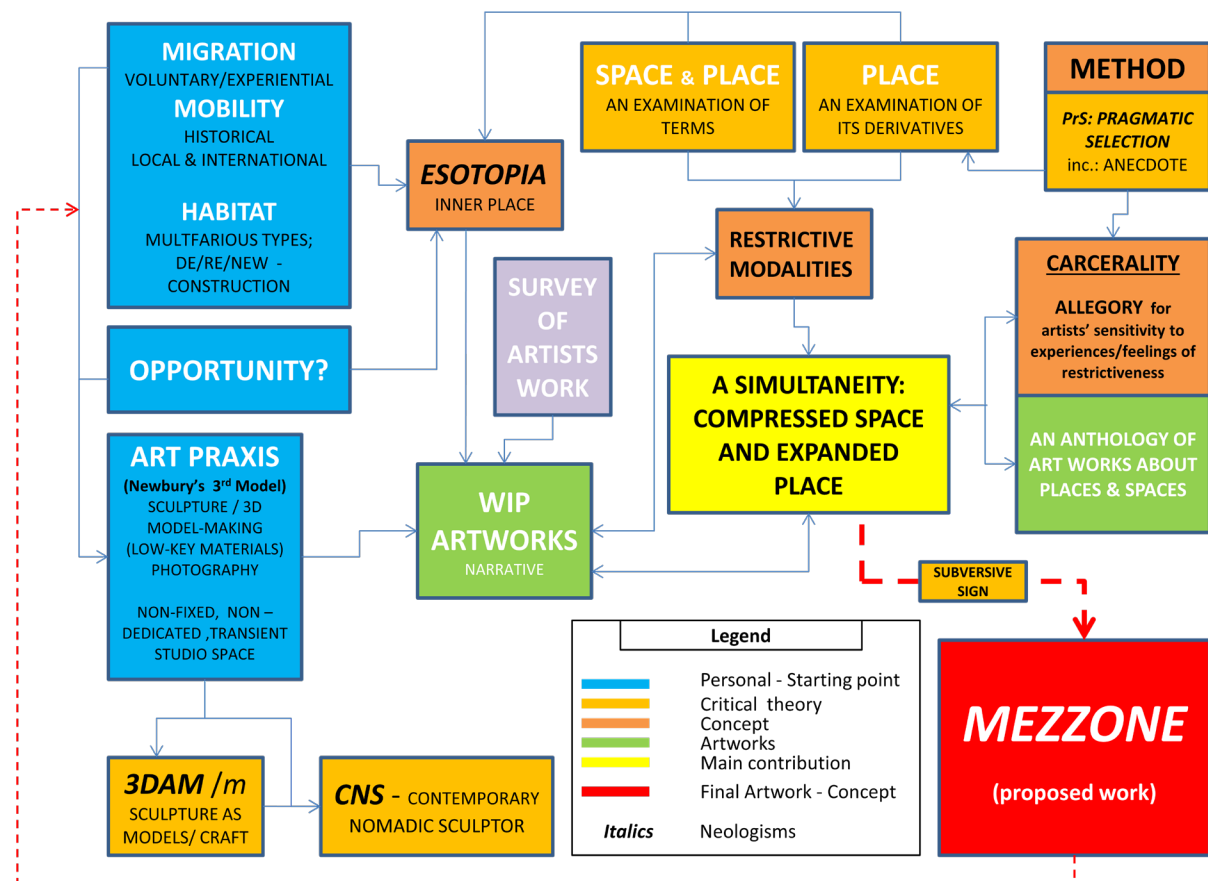 MIGRATION
VOLUNTARY/EXPERIENTIAL
MOBILITY
HISTORICAL
LOCAL & INTERNATIONAL
HABITAT
MULTFARIOUS TYPES;
DE/RE/NEW -
CONSTRUCTION
OPPORTUNITY?
ART PRAXIS
(Newbury's 3rd Model)
SCULPTURE / 3D
MODEL-MAKING
(LOW-KEY MATERIALS)
PHOTOGRAPHY
NON-FIXED, NON –
DEDICATED ,TRANSIENT
STUDIO SPACE
3DAM /m
SCULPTURE AS
MODELS/ CRAFT
CNS - CONTEMPORARY
NOMADIC SCULPTOR
ESOTOPIA
INNER PLACE
SURVEY
OF
ARTISTS
WORK
WIP
ARTWORKS
NARRATIVE
SPACE & PLACE
AN EXAMINATION OF
TERMS
PLACE
AN EXAMINATION OF
ITS DERIVATIVES
METHOD
PrS: PRAGMATIC
SELECTION
inc.: ANECDOTE
RESTRICTIVE
MODALITIES
CARCERALITY
ALLEGORY for
artists' sensitivity to
experiences/feelings of
restrictiveness
AN ANTHOLOGY OF
ART WORKS ABOUT
PLACES & SPACES
A SIMULTANEITY:
COMPRESSED SPACE
AND EXPANDED
PLACE
SUBVERSIVE
SIGN
MEZZONE
(proposed work)
Legend
Personal - Starting point
Critical theory
Concept
Artworks
Main contribution
Final Artwork - Concept
Italics Neologisms